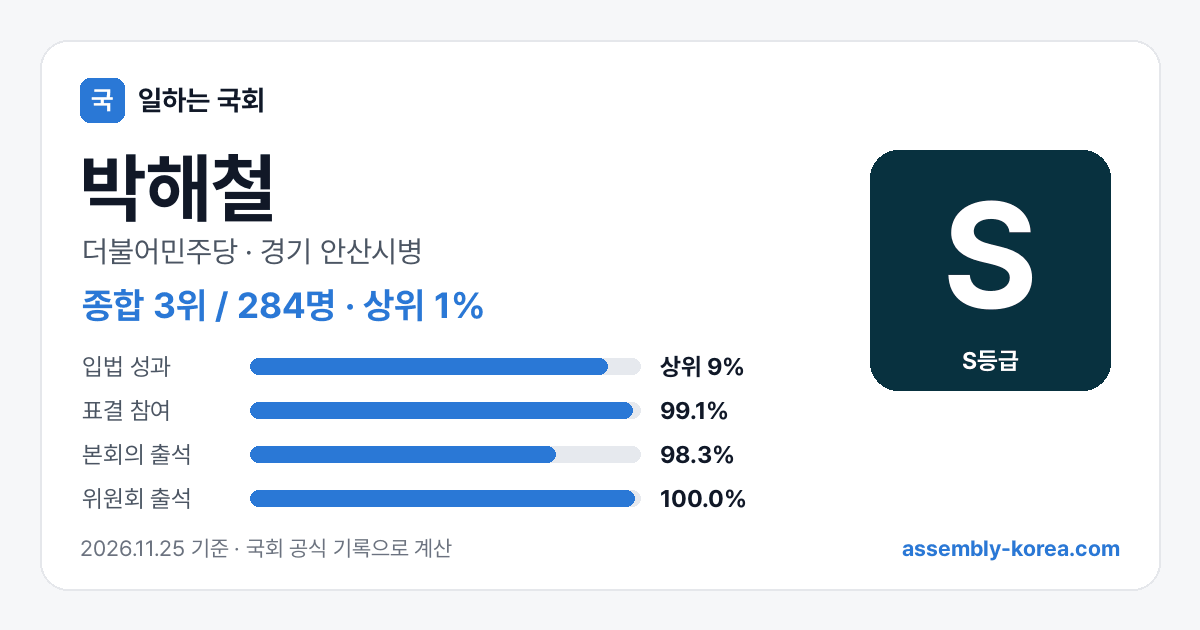 국 일하는 국회
박해철
더불어민주당 · 경기 안산시병
종합 3위 / 284명 · 상위 1%
입법 성과 상위 9%
표결 참여 99.1%
본회의 출석 98.3%
위원회 출석 100.0%
S
S등급
2026.11.25 기준 · 국회 공식 기록으로 계산
assembly-korea.com